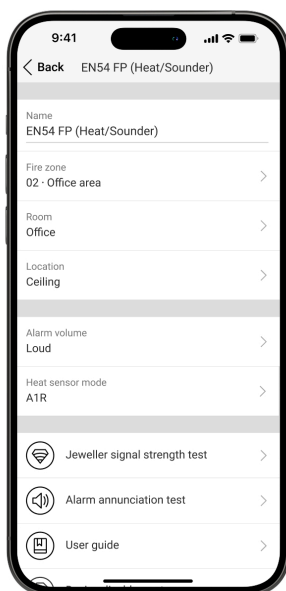 9:41
Back EN54 FP (Heat/Sounder)
Name
EN54 FP (Heat/Sounder)
Fire zone
02 · Office area
Room
Office
Location
Ceiling
Alarm volume
Loud
Heat sensor mode
A1R
Jeweller signal strength test
Alarm annunciation test
User guide